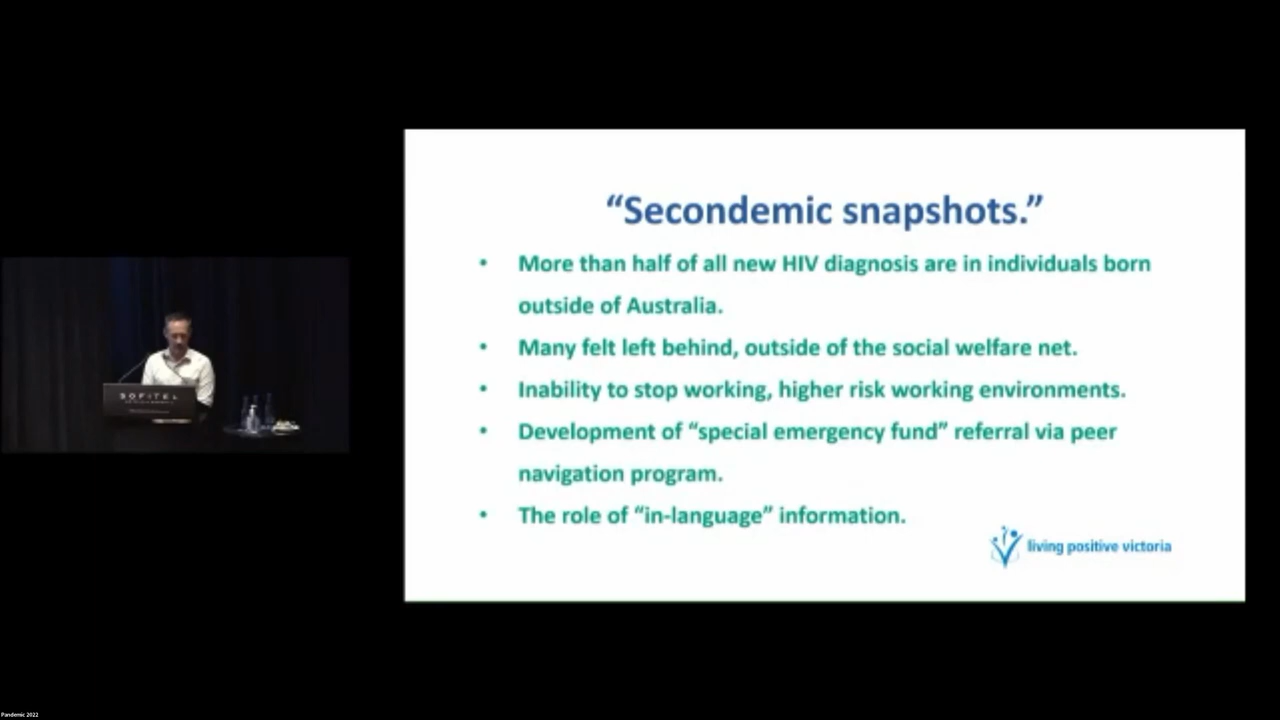 “Secondemic snapshots.”
• More than half of all new HIV diagnosis are in individuals born
outside of Australia.
• Many felt left behind, outside of the social welfare net.
• Inability to stop working, higher risk working environments.
• Development of “special emergency fund” referral via peer
navigation program.
• The role of “in-language” information.
living positive victoria
SOFITEL
Pandemic 2022